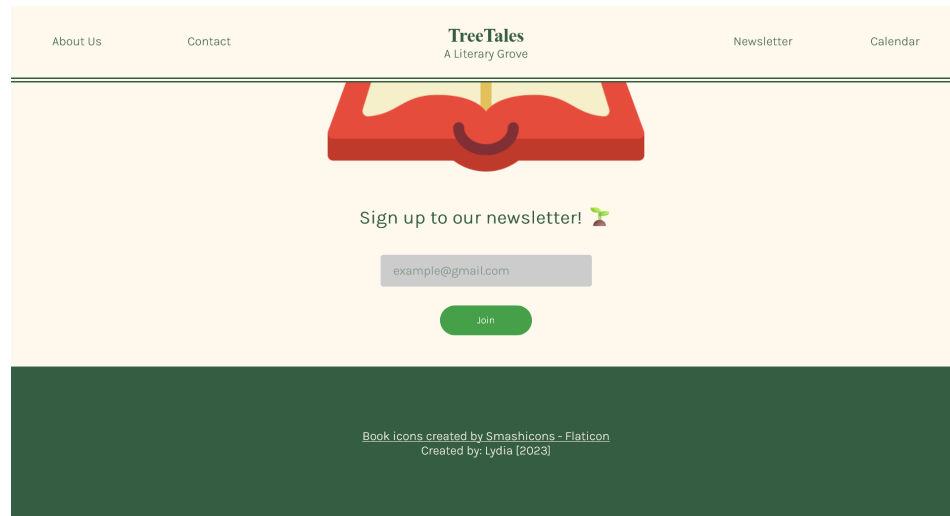 About Us
Contact
TreeTales
A Literary Grove
Newsletter
Calendar
Sign up to our newsletter! 🌱
example@gmail.com
Join
Book icons created by Smashicons - Flaticon
Created by: Lydia [2023]